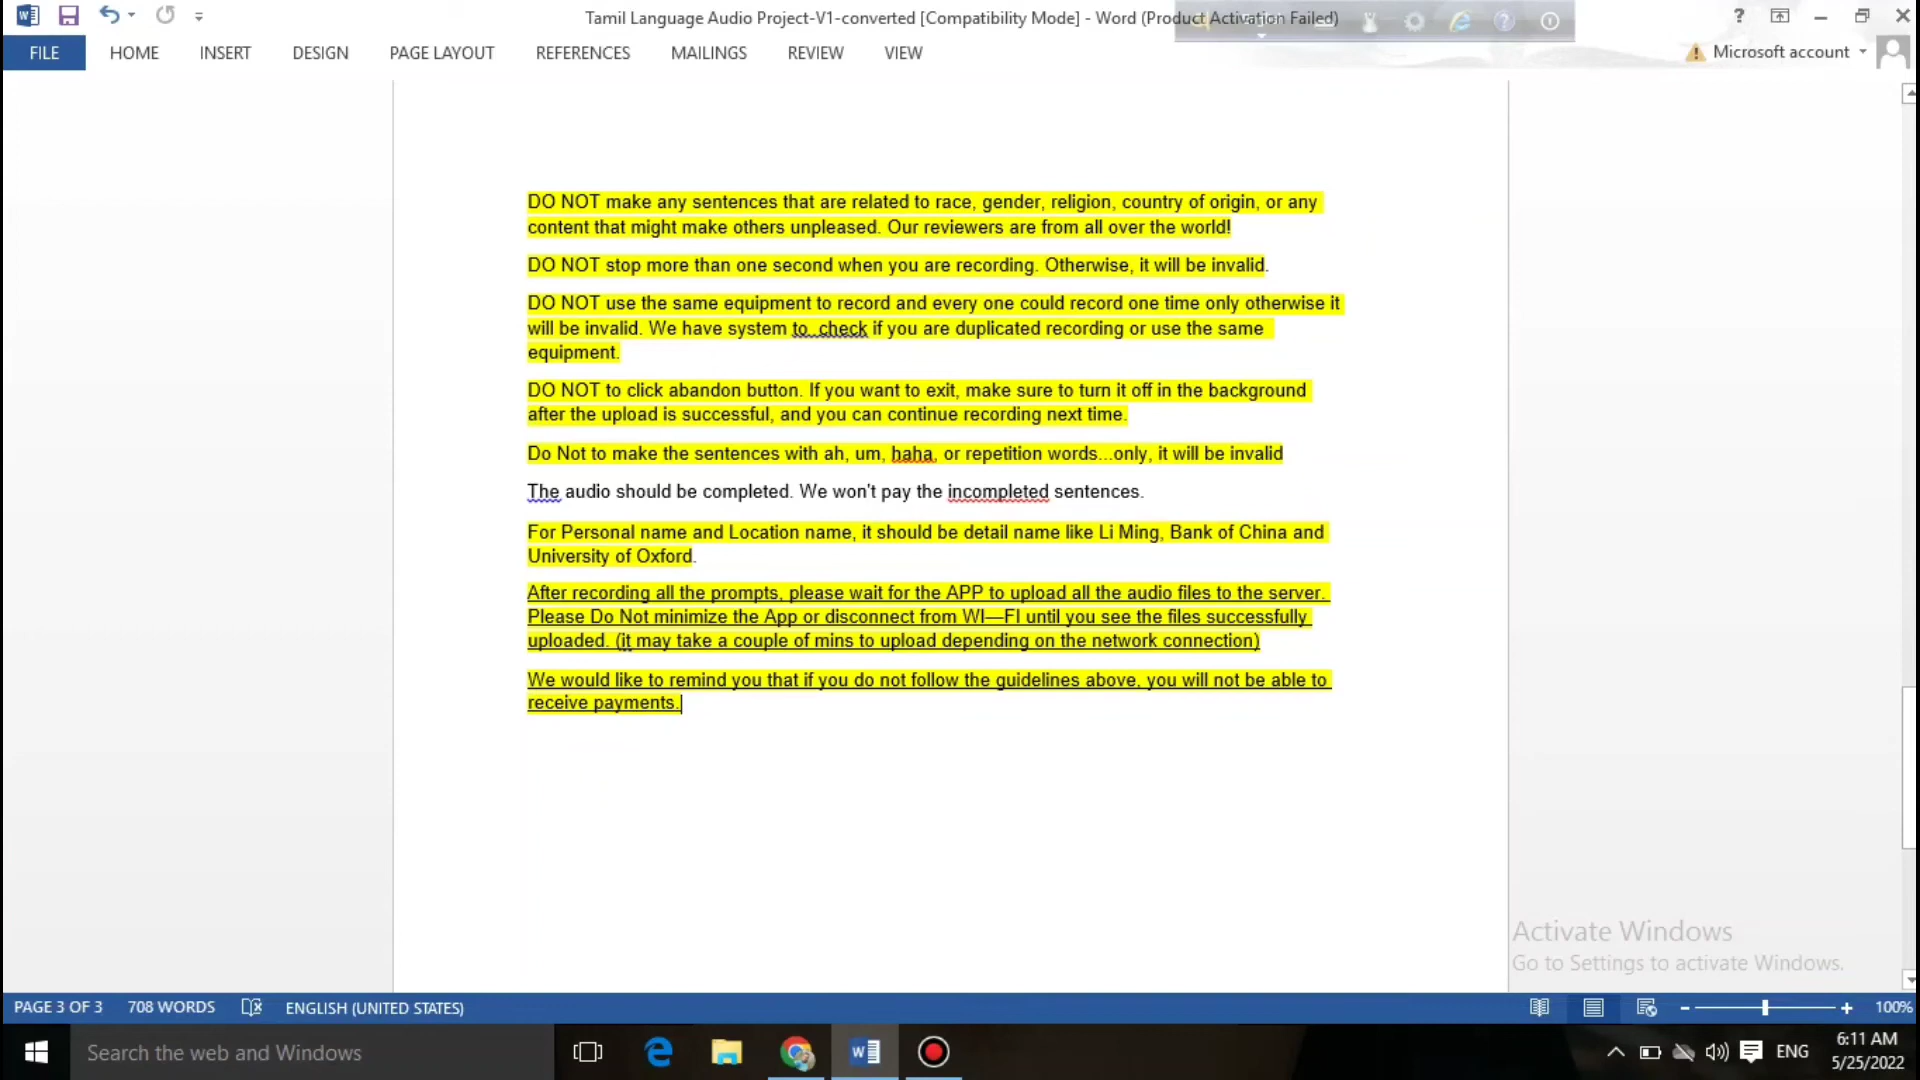 Tamil Language Audio Project-V1-converted [Compatibility Mode] - Word (Product Activation Failed)
FILE HOME INSERT DESIGN PAGE LAYOUT REFERENCES MAILINGS REVIEW VIEW Microsoft account
DO NOT make any sentences that are related to race, gender, religion, country of origin, or any
content that might make others unpleased. Our reviewers are from all over the world!
DO NOT stop more than one second when you are recording. Otherwise, it will be invalid.
DO NOT use the same equipment to record and every one could record one time only otherwise it
will be invalid. We have system to check if you are duplicated recording or use the same
equipment.
DO NOT to click abandon button. If you want to exit, make sure to turn it off in the background
after the upload is successful, and you can continue recording next time.
Do Not to make the sentences with ah, um, haha, or repetition words...only, it will be invalid
The audio should be completed. We won't pay the incompleted sentences.
For Personal name and Location name, it should be detail name like Li Ming, Bank of China and
University of Oxford.
After recording all the prompts, please wait for the APP to upload all the audio files to the server.
Please Do Not minimize the App or disconnect from WI—FI until you see the files successfully
uploaded. (it may take a couple of mins to upload depending on the network connection)
We would like to remind you that if you do not follow the guidelines above, you will not be able to
receive payments.
Activate Windows
Go to Settings to activate Windows.
PAGE 3 OF 3 708 WORDS ENGLISH (UNITED STATES) 100%
Search the web and Windows ENG 6:11 AM
5/25/2022